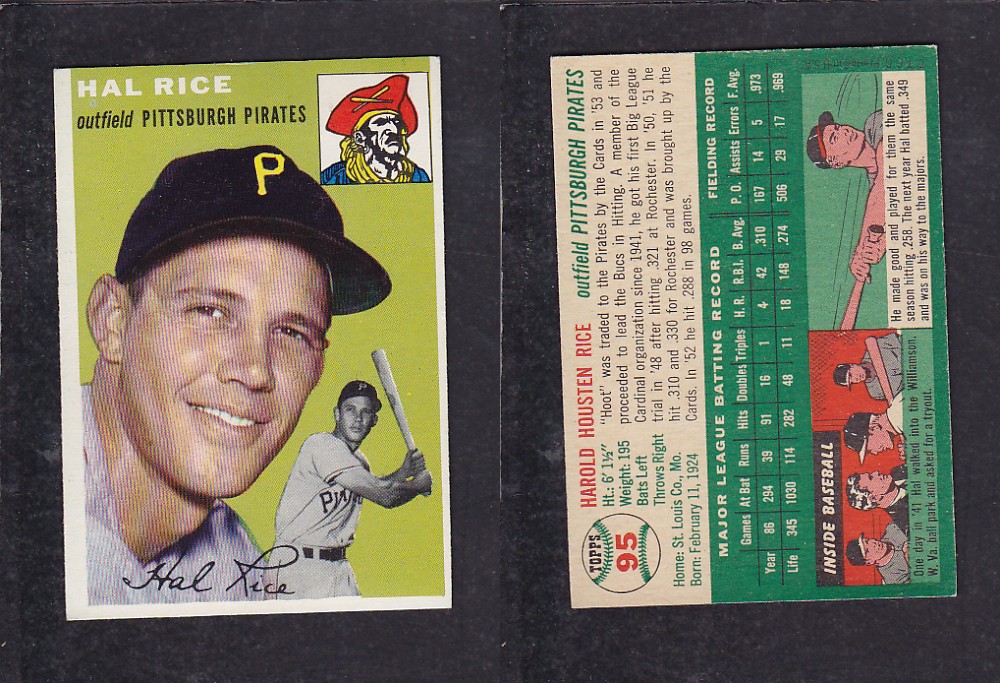 HAL RICE
outfield PITTSBURGH PIRATES
P
P
PI
Hal Rice
TOPPS
95
HAROLD HOUSTEN RICE
outfield PITTSBURGH PIRATES
Ht.: 6' 1½"
Weight: 195
Bats Left
Throws Right
Home: St. Louis Co., Mo.
Born: February 11, 1924
"Hoot" was traded to the Pirates by the Cards in '53 and
proceeded to lead the Bucs in Hitting. A member of the
Cardinal organization since 1941, he got his first Big League
trial in '48 after hitting .321 at Rochester. In '50, '51 he
hit .310 and .330 for Rochester and was brought up by the
Cards. In '52 he hit .288 in 98 games.
MAJOR LEAGUE BATTING RECORD FIELDING RECORD
Games At Bat Runs Hits Doubles Triples H. R. R.B.I. B. Avg. P. O. Assists Errors F. Avg.
Year 86 294 39 91 16 1 4 42 .310 167 14 5 .973
Life 345 1030 114 282 48 11 18 148 .274 506 29 17 .969
INSIDE BASEBALL
One day in '41 Hal walked into the Williamson,
W. Va. ball park and asked for a tryout.
He made good and played for them the same
season hitting .258. The next year Hal batted .349
and was on his way to the majors.